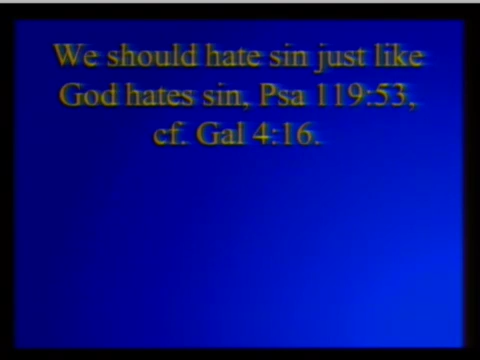 We should hate sin just like
God hates sin, Psa 119:53,
cf. Gal 4:16.